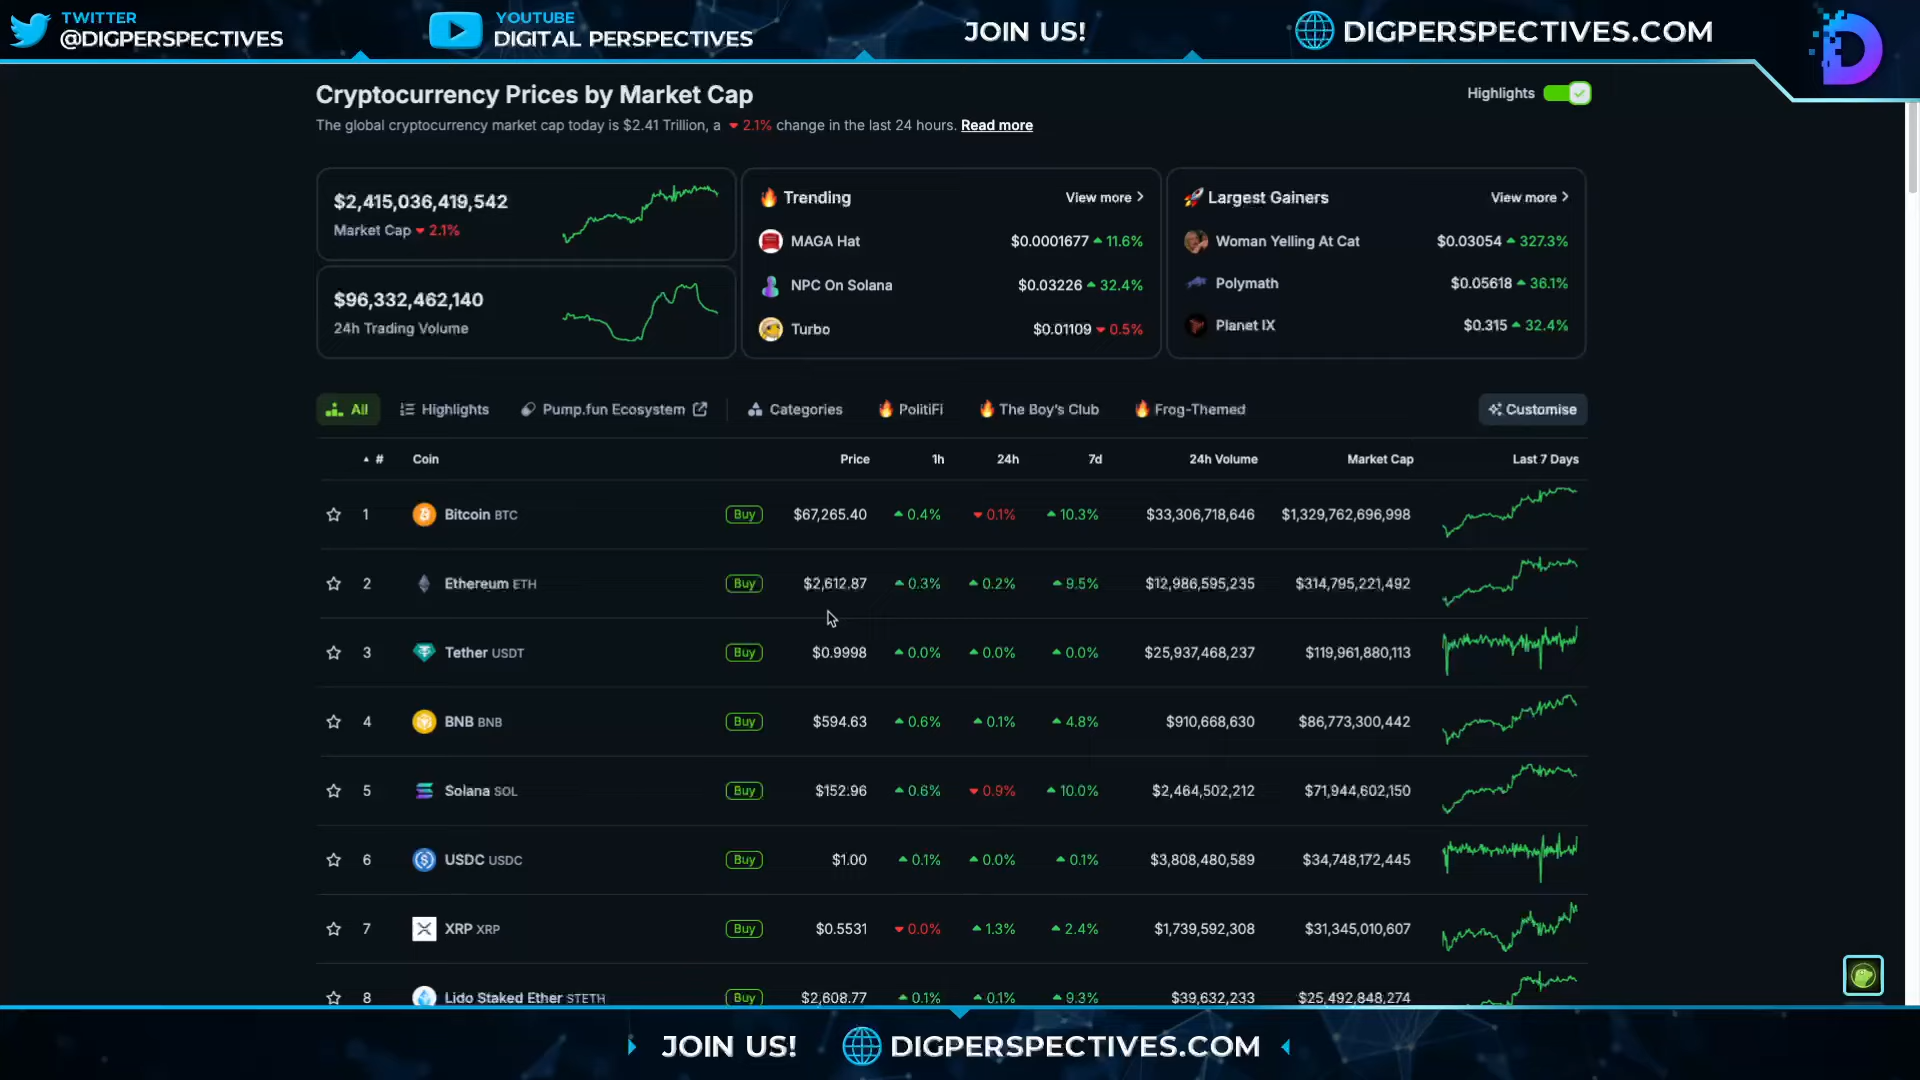 TWITTER
@DIGPERSPECTIVES
YOUTUBE
DIGITAL PERSPECTIVES
JOIN US!
DIGPERSPECTIVES.COM
Cryptocurrency Prices by Market Cap
Highlights
The global cryptocurrency market cap today is $2.41 Trillion, a 2.1% change in the last 24 hours. Read more
$2,415,036,419,542
Market Cap 2.1%
$96,332,462,140
24h Trading Volume
Trending View more
MAGA Hat $0.0001677 11.6%
NPC On Solana $0.03226 32.4%
Turbo $0.01109 0.5%
Largest Gainers View more
Woman Yelling At Cat $0.03054 327.3%
Polymath $0.05618 36.1%
Planet IX $0.315 32.4%
All Highlights Pump.fun Ecosystem Categories PolitiFi The Boy's Club Frog-Themed Customise
# Coin Price 1h 24h 7d 24h Volume Market Cap Last 7 Days
1 Bitcoin BTC Buy $67,265.40 0.4% 0.1% 10.3% $33,306,718,646 $1,329,762,696,998
2 Ethereum ETH Buy $2,612.87 0.3% 0.2% 9.5% $12,986,595,235 $314,795,221,492
3 Tether USDT Buy $0.9998 0.0% 0.0% 0.0% $25,937,468,237 $119,961,880,113
4 BNB BNB Buy $594.63 0.6% 0.1% 4.8% $910,668,630 $86,773,300,442
5 Solana SOL Buy $152.96 0.6% 0.9% 10.0% $2,464,502,212 $71,944,602,150
6 USDC USDC Buy $1.00 0.1% 0.0% 0.1% $3,808,480,589 $34,748,172,445
7 XRP XRP Buy $0.5531 0.0% 1.3% 2.4% $1,739,592,308 $31,345,010,607
8 Lido Staked Ether STETH Buy $2,608.77 0.1% 0.1% 9.3% $39,632,233 $25,492,848,274
JOIN US! DIGPERSPECTIVES.COM